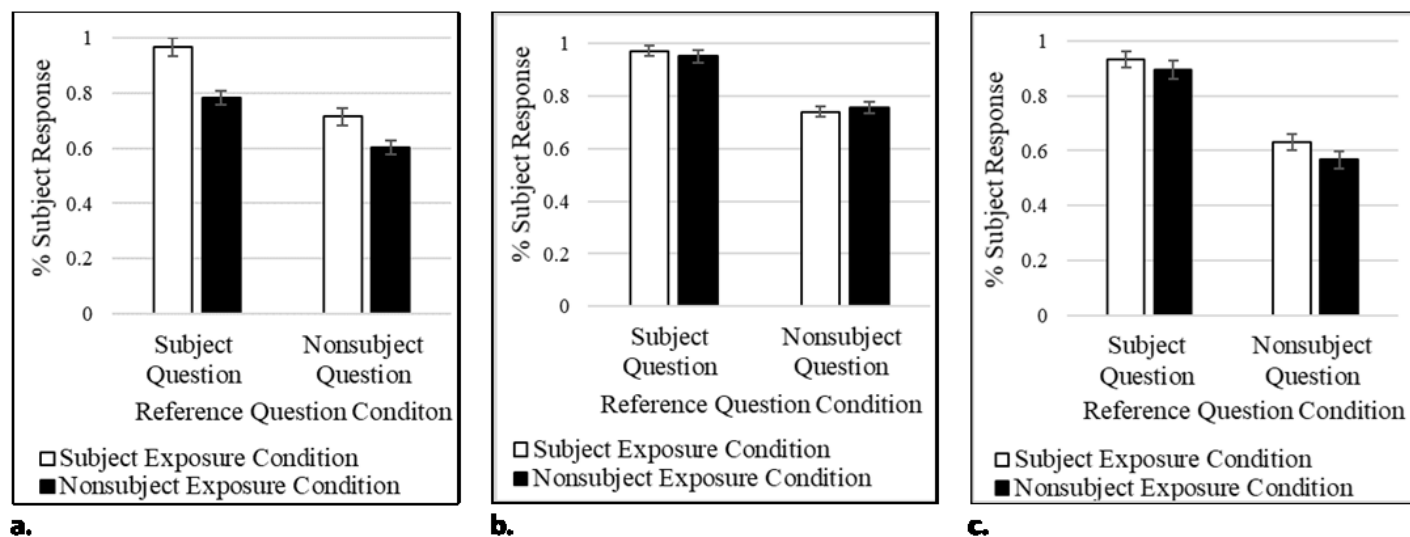 % Subject Response
1
0.8
0.6
0.4
0.2
0
Subject Question
Nonsubject Question
Reference Question Conditon
Subject Exposure Condition
Nonsubject Exposure Condition
a.
% Subject Response
1
0.8
0.6
0.4
0.2
0
Subject Question
Nonsubject Question
Reference Question Condition
Subject Exposure Condition
Nonsubject Exposure Condition
b.
% Subject Response
1
0.8
0.6
0.4
0.2
0
Subject Question
Nonsubject Question
Reference Question Condition
Subject Exposure Condition
Nonsubject Exposure Condition
c.